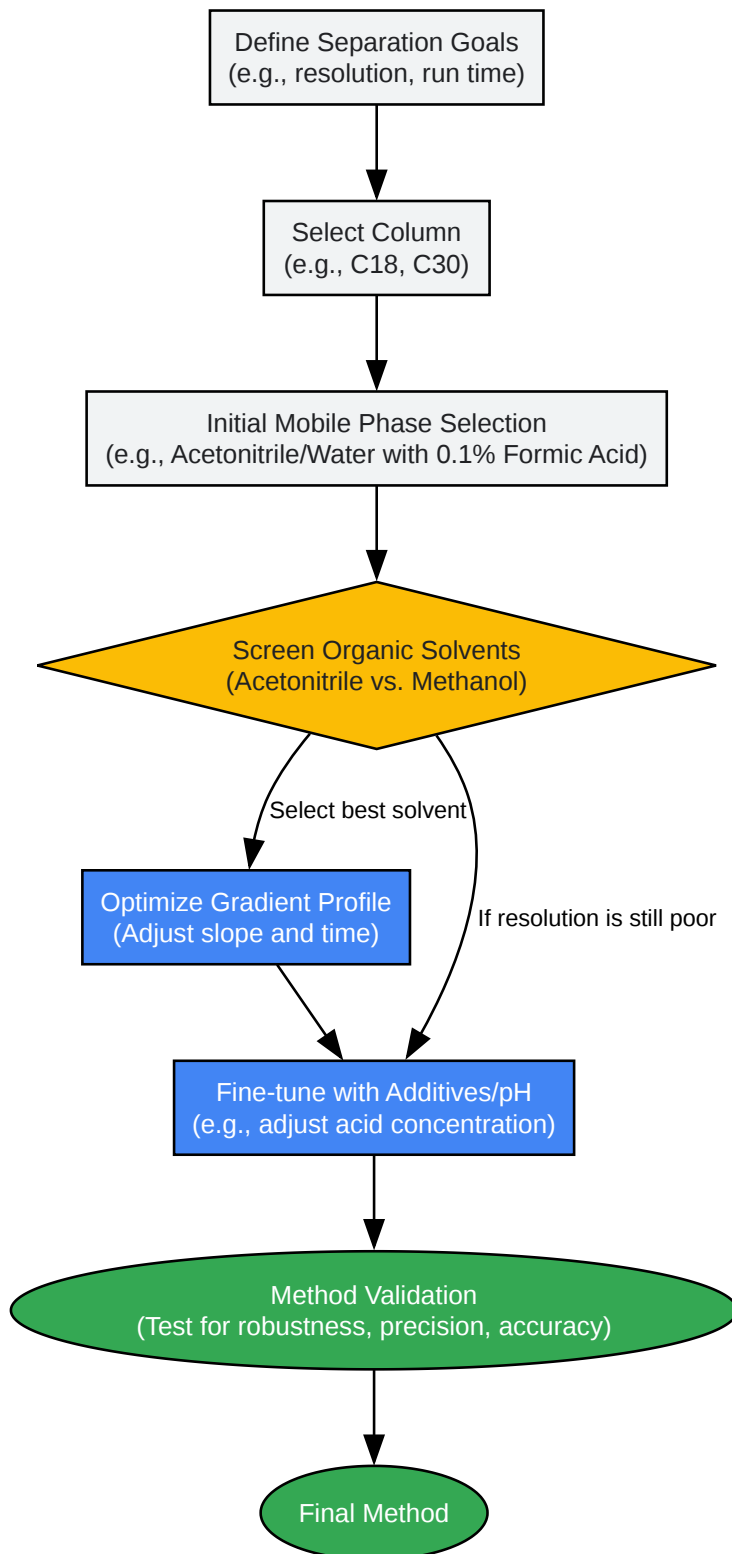 Define Separation Goals
(e.g., resolution, run time)
Select Column
(e.g., C18, C30)
Initial Mobile Phase Selection
(e.g., Acetonitrile/Water with 0.1% Formic Acid)
Screen Organic Solvents
(Acetonitrile vs. Methanol)
Select best solvent
Optimize Gradient Profile
(Adjust slope and time)
If resolution is still poor
Fine-tune with Additives/pH
(e.g., adjust acid concentration)
Method Validation
(Test for robustness, precision, accuracy)
Final Method